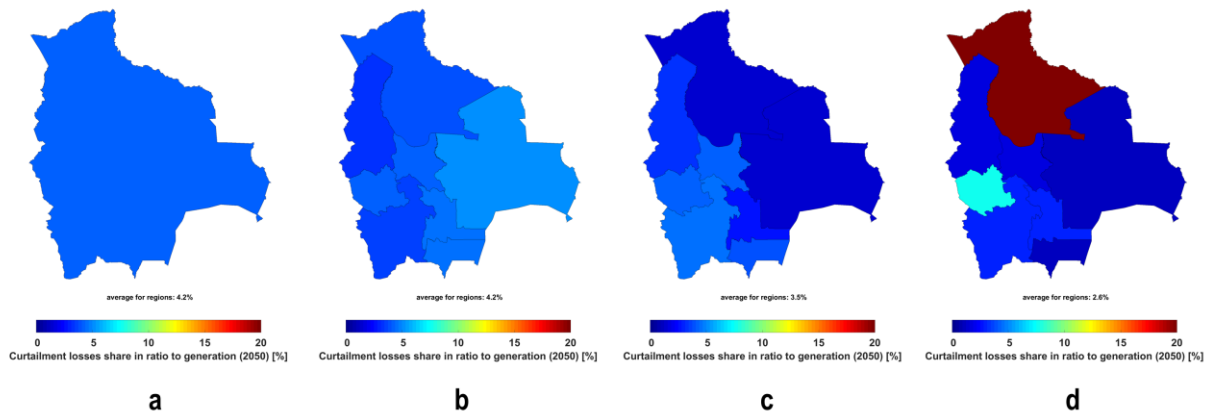 average for regions: 4.2%
average for regions: 4.2%
average for regions: 3.5%
average for regions: 2.6%
0 5 10 15 20
0 5 10 15 20
0 5 10 15 20
0 5 10 15 20
Curtailment losses share in ratio to generation (2050) [%]
Curtailment losses share in ratio to generation (2050) [%]
Curtailment losses share in ratio to generation (2050) [%]
Curtailment losses share in ratio to generation (2050) [%]
a
b
c
d